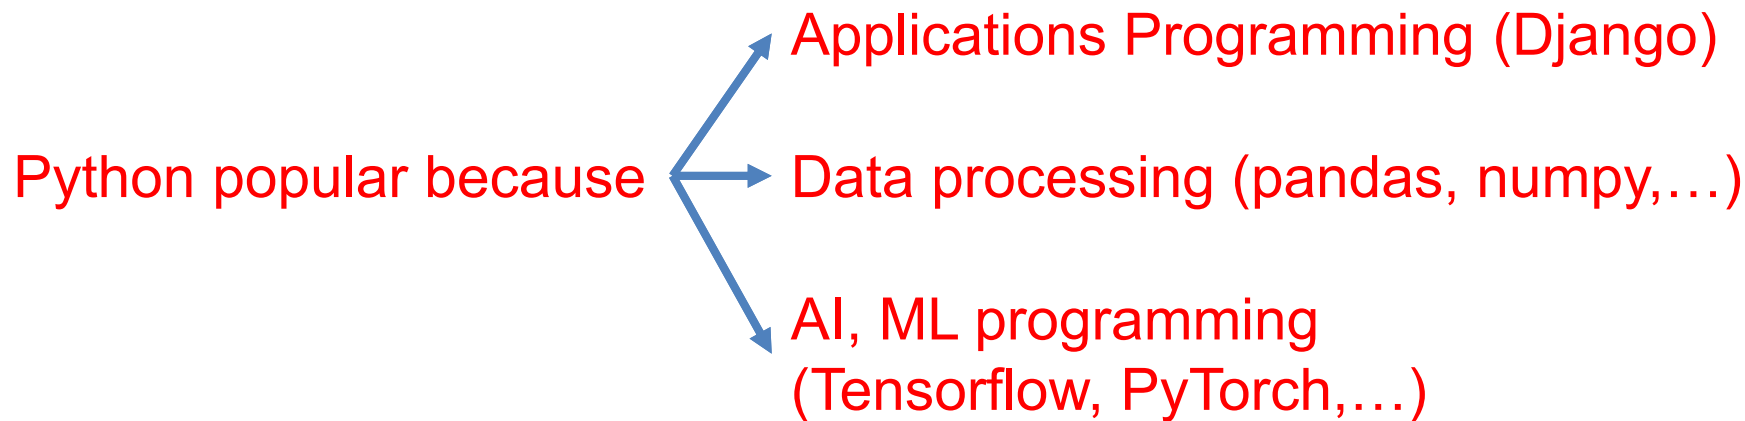 Applications Programming (Django)
Python popular because
Data processing (pandas, numpy,…)
AI, ML programming
(Tensorflow, PyTorch,…)